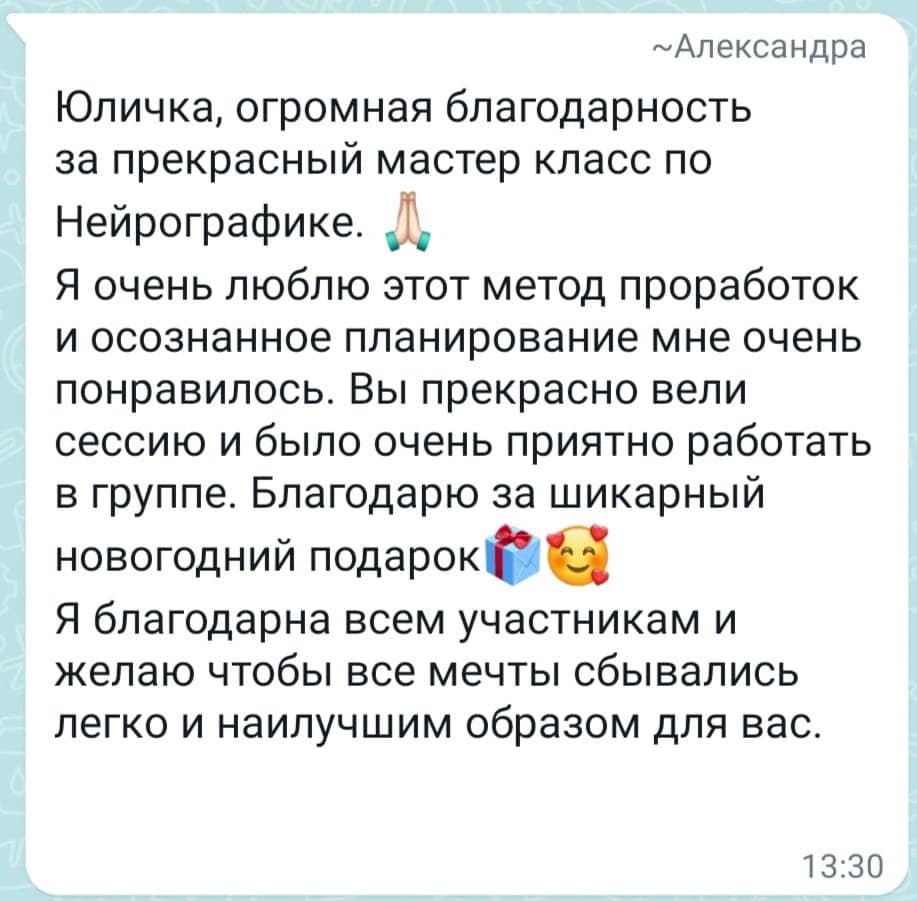 ~Александра
Юличка, огромная благодарность
за прекрасный мастер класс по
Нейрографике. 🙏🏻
Я очень люблю этот метод проработок
и осознанное планирование мне очень
понравилось. Вы прекрасно вели
сессию и было очень приятно работать
в группе. Благодарю за шикарный
новогодний подарок🎁🥰
Я благодарна всем участникам и
желаю чтобы все мечты сбывались
легко и наилучшим образом для вас.
13:30